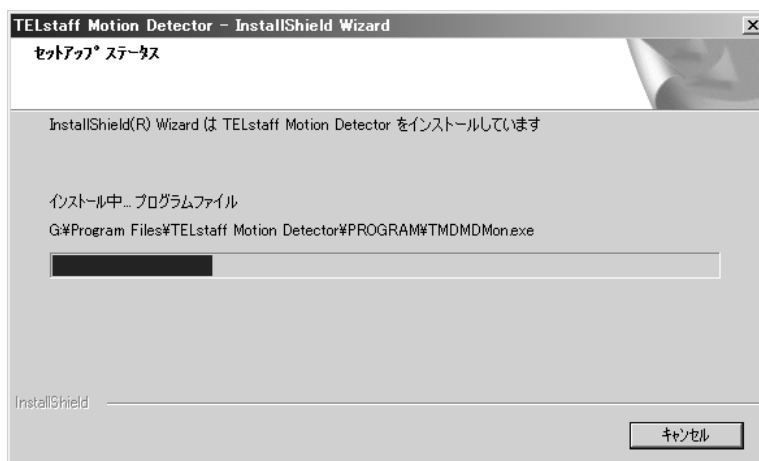 TELstaff Motion Detector - InstallShield Wizard
セットアップ ステータス
InstallShield(R) Wizard は TELstaff Motion Detector をインストールしています
インストール中... プログラムファイル
G:¥Program Files¥TELstaff Motion Detector¥PROGRAM¥TMDMDMon.exe
InstallShield
キャンセル